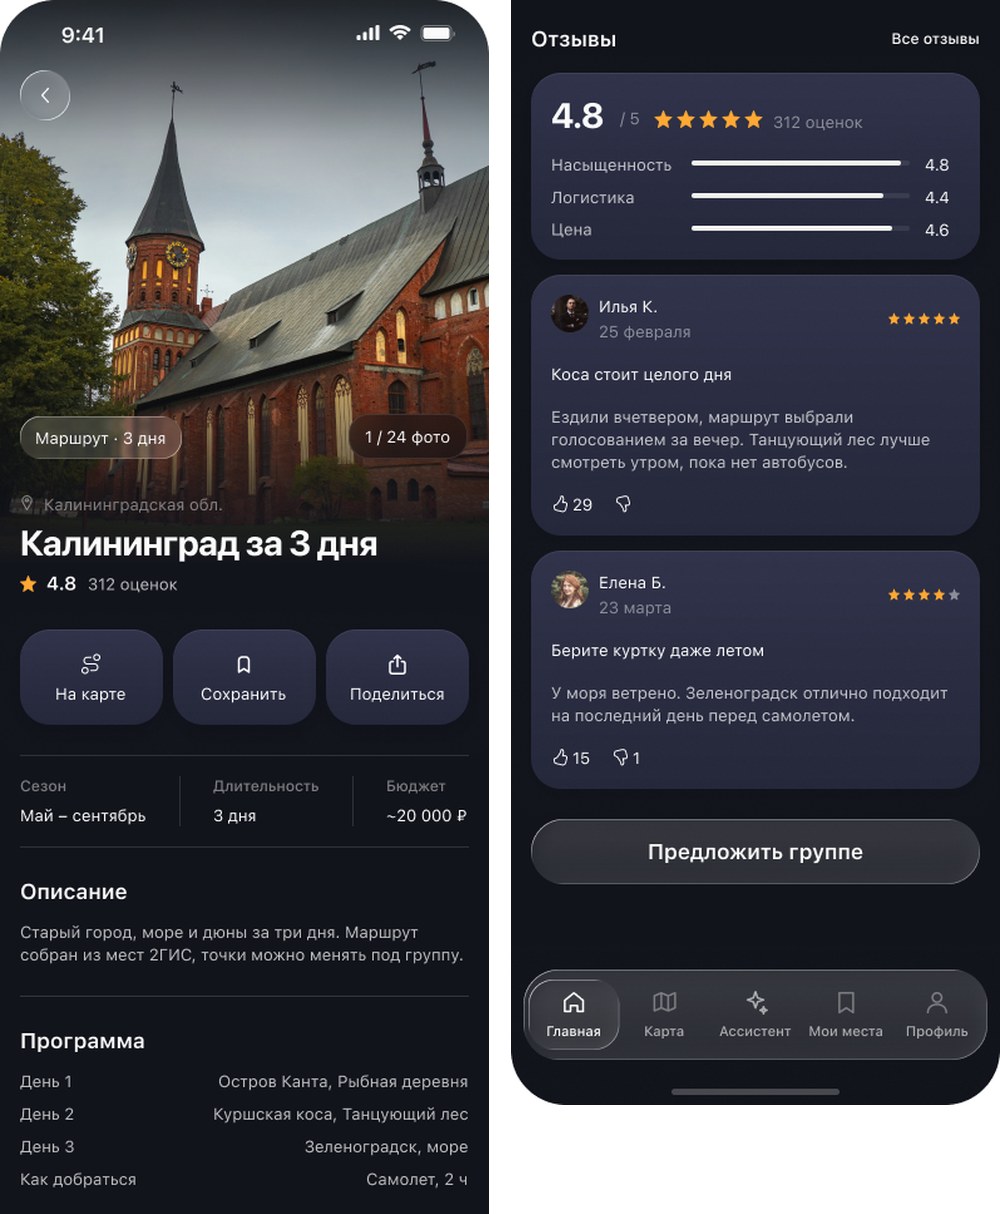 9:41
Маршрут · 3 дня
1 / 24 фото
Калининградская обл.
Калининград за 3 дня
4.8 312 оценок
На карте
Сохранить
Поделиться
Сезон
Май – сентябрь
Длительность
3 дня
Бюджет
~20 000 ₽
Описание
Старый город, море и дюны за три дня. Маршрут
собран из мест 2ГИС, точки можно менять под группу.
Программа
День 1 Остров Канта, Рыбная деревня
День 2 Куршская коса, Танцующий лес
День 3 Зеленоградск, море
Как добраться Самолет, 2 ч
Отзывы
Все отзывы
4.8 / 5 312 оценок
Насыщенность 4.8
Логистика 4.4
Цена 4.6
Илья К.
25 февраля
Коса стоит целого дня
Ездили вчетвером, маршрут выбрали
голосованием за вечер. Танцующий лес лучше
смотреть утром, пока нет автобусов.
29
Елена Б.
23 марта
Берите куртку даже летом
У моря ветрено. Зеленоградск отлично подходит
на последний день перед самолетом.
15 1
Предложить группе
Главная
Карта
Ассистент
Мои места
Профиль